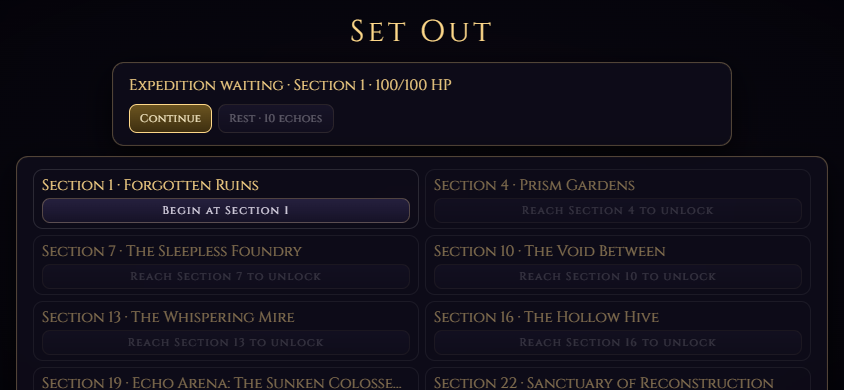 Set Out
Expedition waiting · Section 1 · 100/100 HP
Continue
Rest · 10 echoes
Section 1 · Forgotten Ruins
Begin at Section 1
Section 4 · Prism Gardens
Reach Section 4 to unlock
Section 7 · The Sleepless Foundry
Reach Section 7 to unlock
Section 10 · The Void Between
Reach Section 10 to unlock
Section 13 · The Whispering Mire
Reach Section 13 to unlock
Section 16 · The Hollow Hive
Reach Section 16 to unlock
Section 19 · Echo Arena: The Sunken Colosse...
Section 22 · Sanctuary of Reconstruction